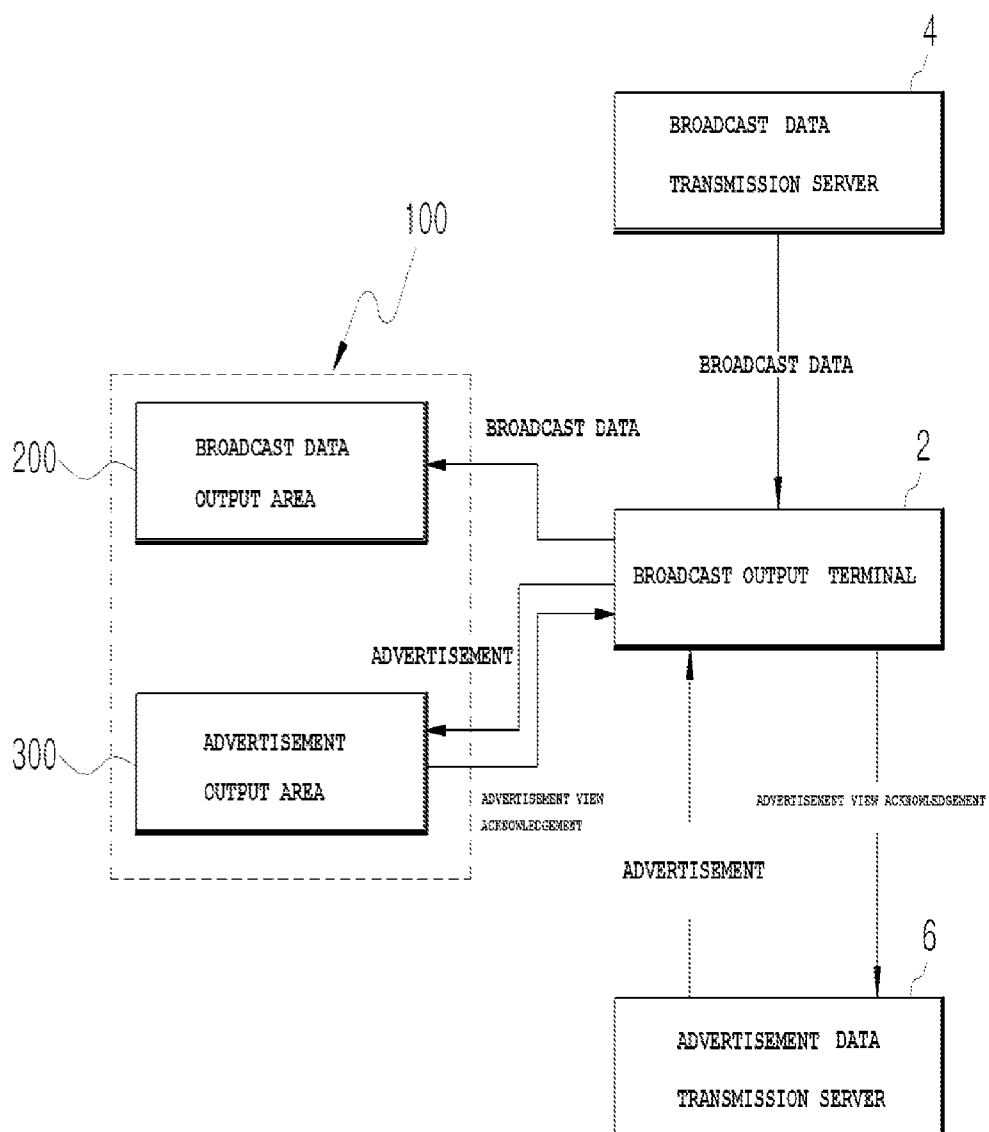 4
BROADCAST DATA
TRANSMISSION SERVER
100
BROADCAST DATA
200
BROADCAST DATA
OUTPUT AREA
BROADCAST DATA
2
BROADCAST OUTPUT TERMINAL
ADVERTISEMENT
300
ADVERTISEMENT
OUTPUT AREA
ADVERTISEMENT VIEW
ACKNOWLEDGEMENT
ADVERTISEMENT VIEW ACKNOWLEDGEMENT
ADVERTISEMENT
6
ADVERTISEMENT DATA
TRANSMISSION SERVER